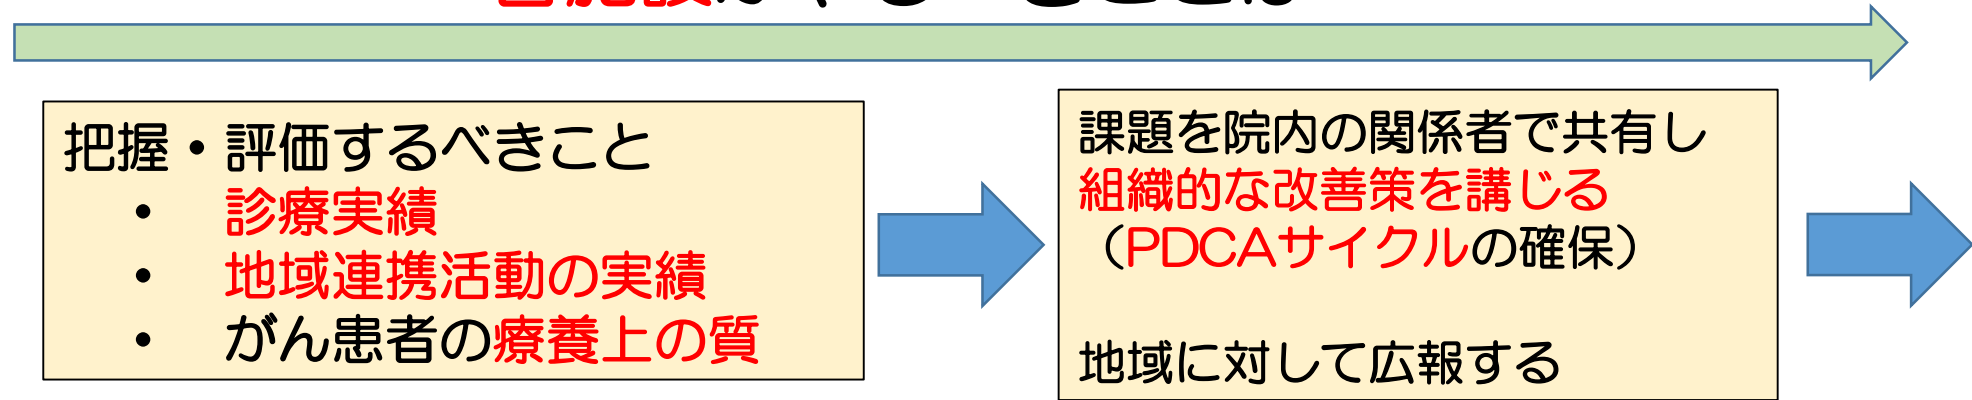 把握・評価するべきこと
• 診療実績
• 地域連携活動の実績
• がん患者の療養上の質
課題を院内の関係者で共有し
組織的な改善策を講じる
（PDCAサイクルの確保）
地域に対して広報する